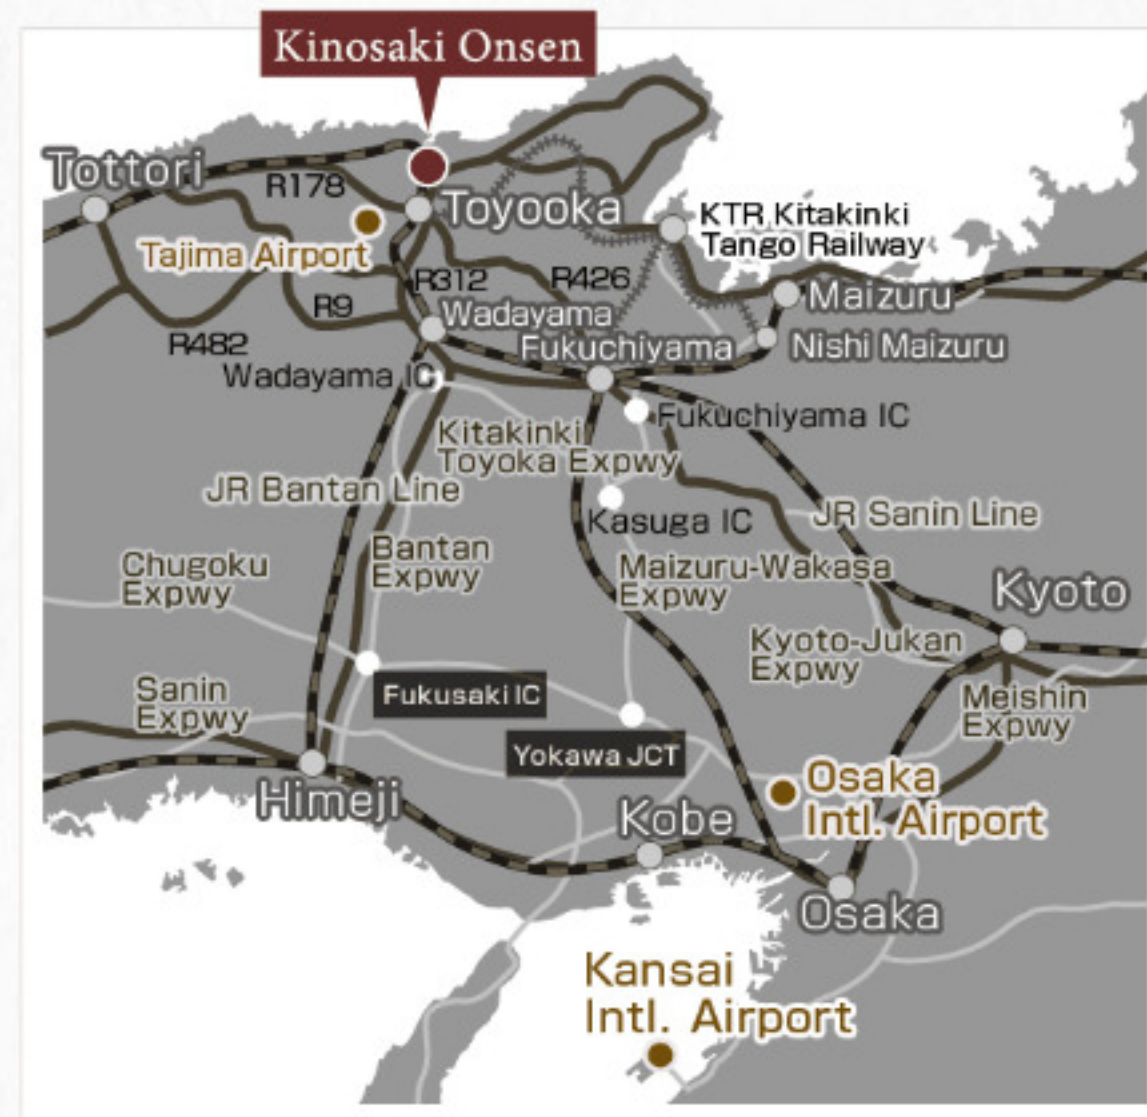 Kinosaki Onsen
Tottori
R178
Toyooka
KTR Kitakinki
Tango Railway
Tajima Airport
R312
R426
Maizuru
R9
Wadayama
R482
Fukuchiyama
Nishi Maizuru
Wadayama IC
Fukuchiyama IC
Kitakinki
Toyoka Expwy
JR Bantan Line
Kasuga IC
JR Sanin Line
Bantan
Expwy
Chugoku
Expwy
Maizuru-Wakasa
Expwy
Kyoto
Kyoto-Jukan
Expwy
Sanin
Expwy
Fukusaki IC
Meishin
Expwy
Yokawa JCT
Osaka
Intl. Airport
Himeji
Kobe
Osaka
Kansai
Intl. Airport